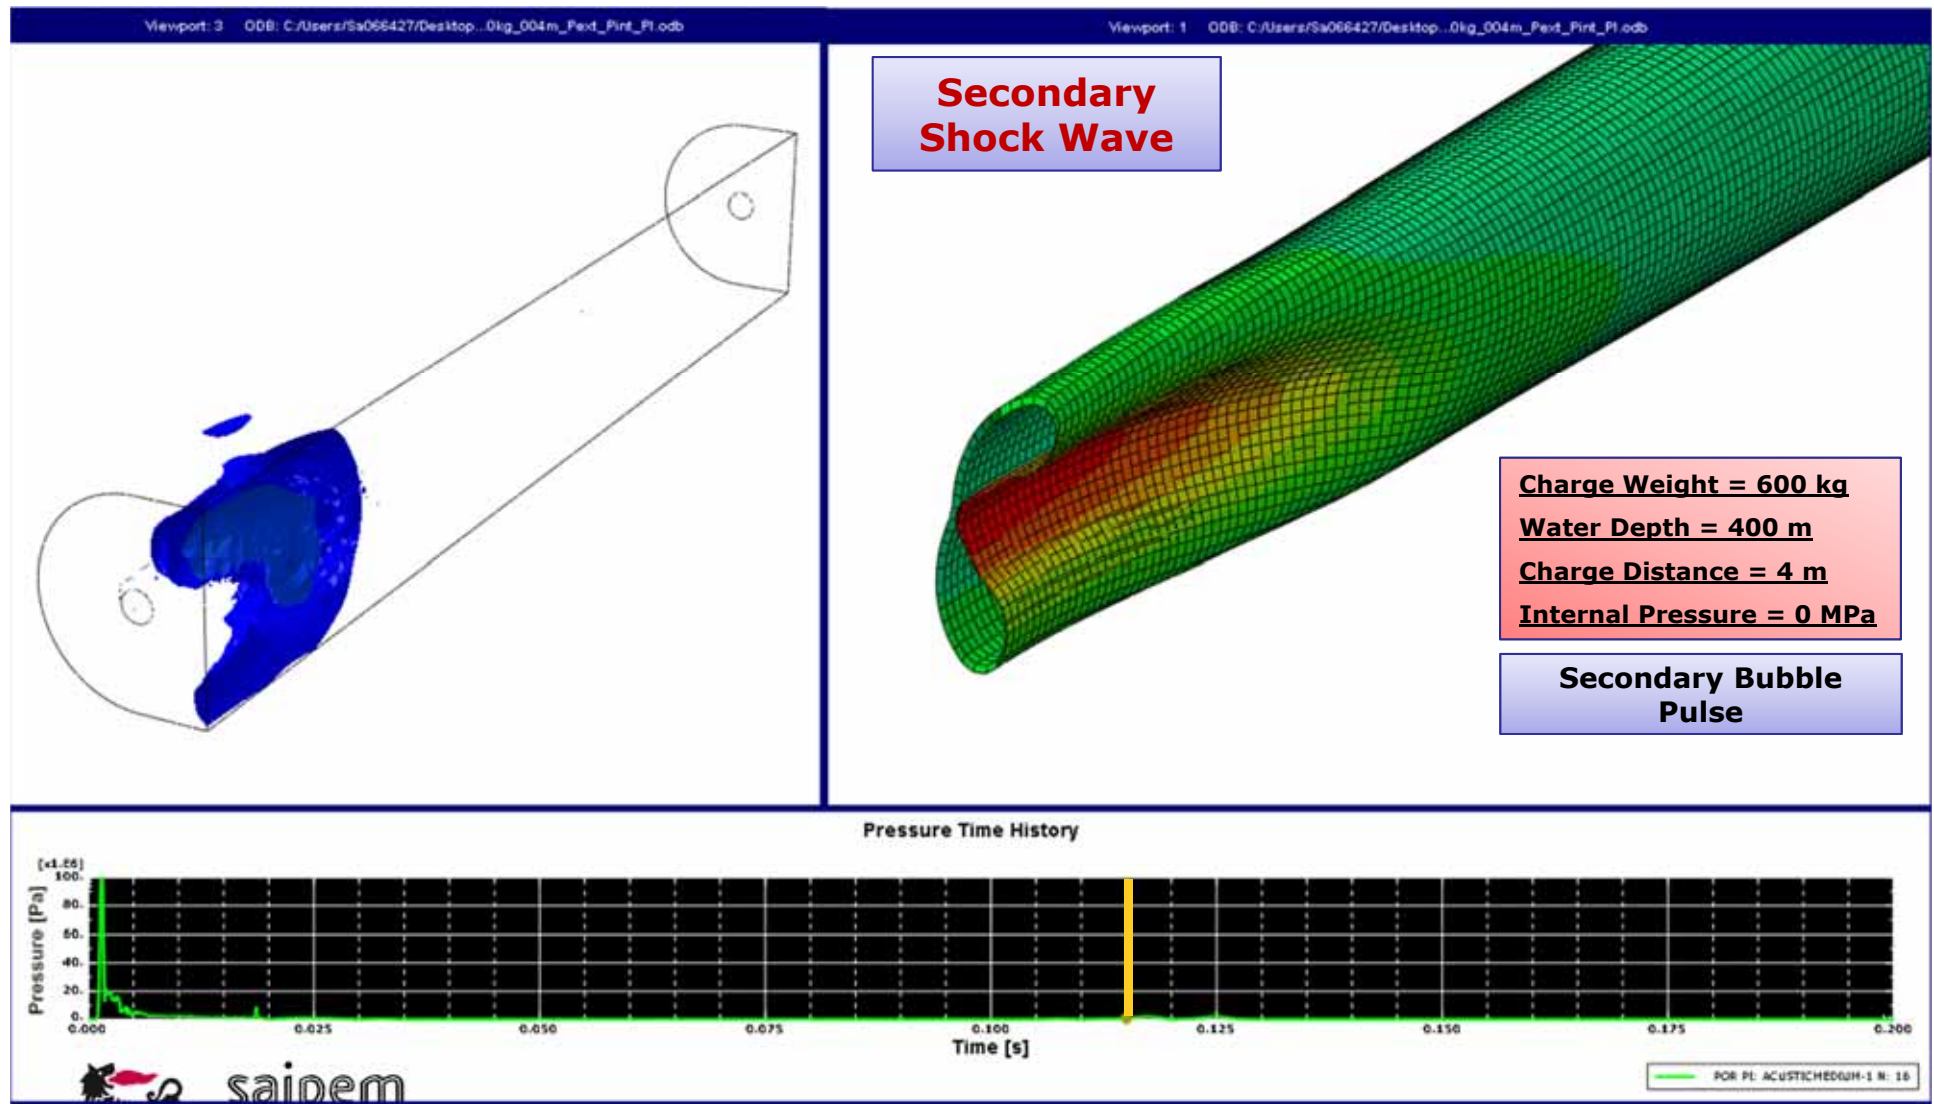 Viewport: 3 ODB: C:/Users/Sa066427/Desktop...0kg_004m_Pext_Pint_PI.odb
Viewport: 1 ODB: C:/Users/Sa066427/Desktop...0kg_004m_Pext_Pint_PI.odb
Secondary
Shock Wave
Charge Weight = 600 kg
Water Depth = 400 m
Charge Distance = 4 m
Internal Pressure = 0 MPa
Secondary Bubble
Pulse
Pressure Time History
[x1.E6]
100.
80.
60.
40.
20.
0.
Pressure [Pa]
0.000 0.025 0.050 0.075 0.100 0.125 0.150 0.175 0.200
Time [s]
saipem
POR PI: N: 16